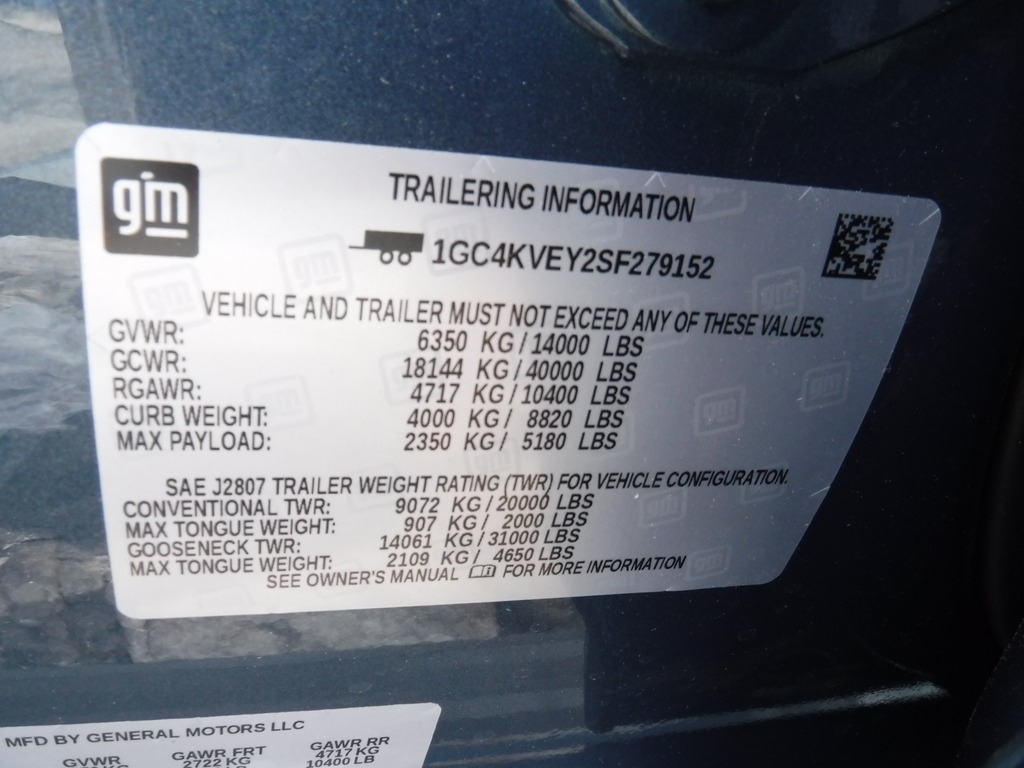 gm
TRAILERING INFORMATION
1GC4KVEY2SF279152
VEHICLE AND TRAILER MUST NOT EXCEED ANY OF THESE VALUES.
GVWR: 6350 KG / 14000 LBS
GCWR: 18144 KG / 40000 LBS
RGAWR: 4717 KG / 10400 LBS
CURB WEIGHT: 4000 KG / 8820 LBS
MAX PAYLOAD: 2350 KG / 5180 LBS
SAE J2807 TRAILER WEIGHT RATING (TWR) FOR VEHICLE CONFIGURATION.
CONVENTIONAL TWR: 9072 KG / 20000 LBS
MAX TONGUE WEIGHT: 907 KG / 2000 LBS
GOOSENECK TWR: 14061 KG / 31000 LBS
MAX TONGUE WEIGHT: 2109 KG / 4650 LBS
SEE OWNER'S MANUAL FOR MORE INFORMATION
MFD BY GENERAL MOTORS LLC
GVWR GAWR FRT GAWR RR
KG 2722 KG 4717 KG
10400 LB